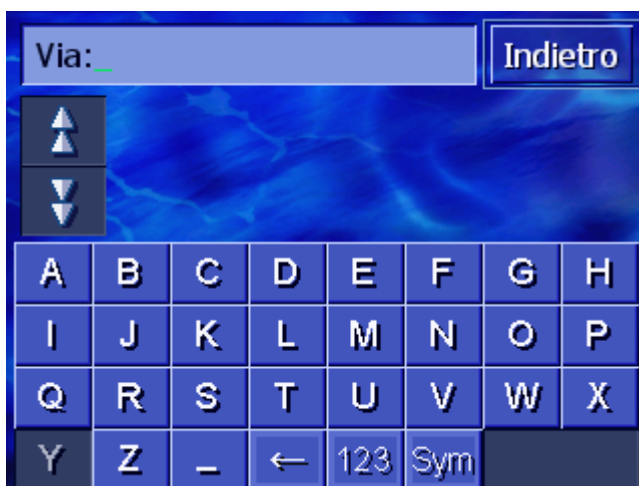 Via:_
Indietro
A B C D E F G H
I J K L M N O P
Q R S T U V W X
Y Z _ ← 123 Sym